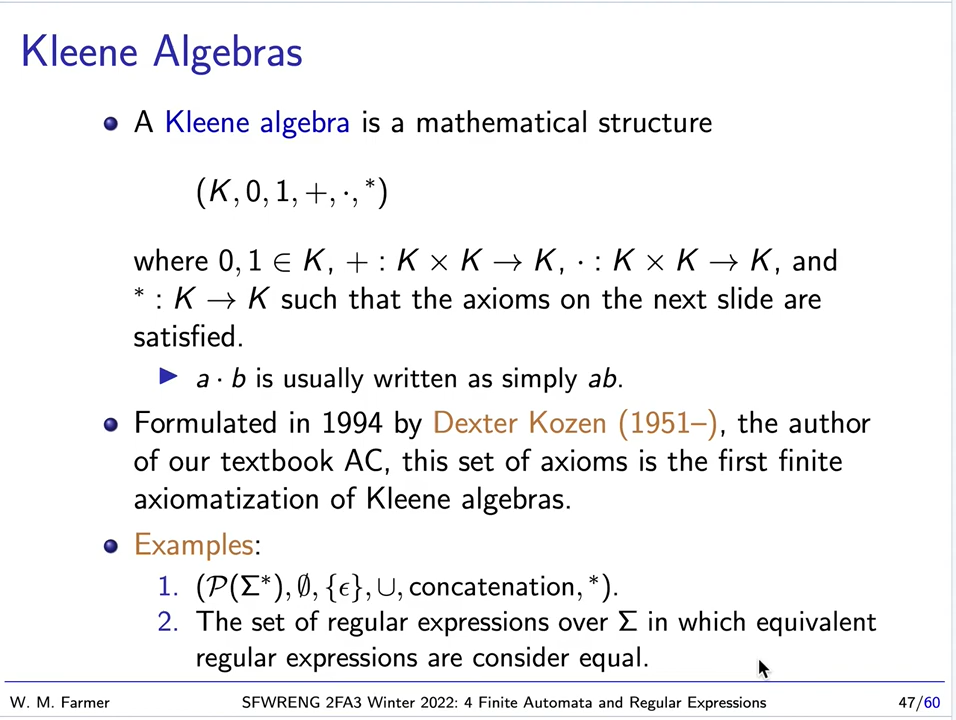 Kleene Algebras
A Kleene algebra is a mathematical structure
(K, 0, 1, +, ·, *)
where 0, 1 ∈ K, + : K × K → K, · : K × K → K, and
* : K → K such that the axioms on the next slide are
satisfied.
a · b is usually written as simply ab.
Formulated in 1994 by Dexter Kozen (1951–), the author
of our textbook AC, this set of axioms is the first finite
axiomatization of Kleene algebras.
Examples:
1. (𝒫(Σ*), ∅, {ϵ}, ∪, concatenation, *).
2. The set of regular expressions over Σ in which equivalent
regular expressions are consider equal.
W. M. Farmer SFWRENG 2FA3 Winter 2022: 4 Finite Automata and Regular Expressions 47/60